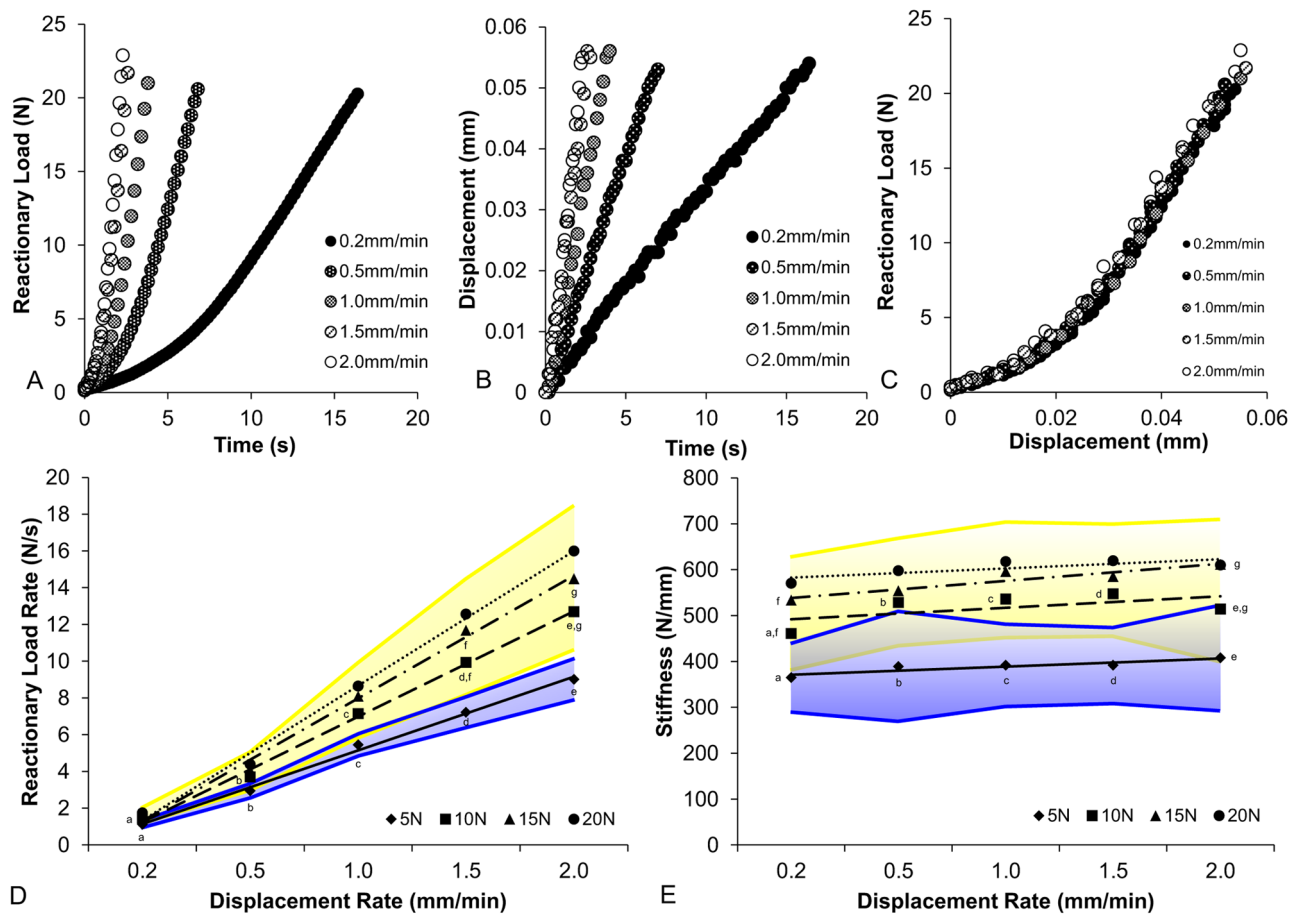 25
20
15
10
5
0
Reactionary Load (N)
0 5 10 15 20
Time (s)
0.2mm/min
0.5mm/min
1.0mm/min
1.5mm/min
2.0mm/min
A
0.06
0.05
0.04
0.03
0.02
0.01
0
Displacement (mm)
0 5 10 15 20
Time (s)
0.2mm/min
0.5mm/min
1.0mm/min
1.5mm/min
2.0mm/min
B
25
20
15
10
5
0
Reactionary Load (N)
0.00 0.02 0.04 0.06
Displacement (mm)
0.2mm/min
0.5mm/min
1.0mm/min
1.5mm/min
2.0mm/min
C
20
18
16
14
12
10
8
6
4
2
0
Reactionary Load Rate (N/s)
a
a
b
b
c
c
f
d,f
d
g
e,g
e
5N 10N 15N 20N
0.2 0.5 1.0 1.5 2.0
Displacement Rate (mm/min)
D
800
700
600
500
400
300
200
100
0
Stiffness (N/mm)
f
a,f
a
b
b
c
c
d
d
g
e,g
e
5N 10N 15N 20N
0.2 0.5 1.0 1.5 2.0
Displacement Rate (mm/min)
E